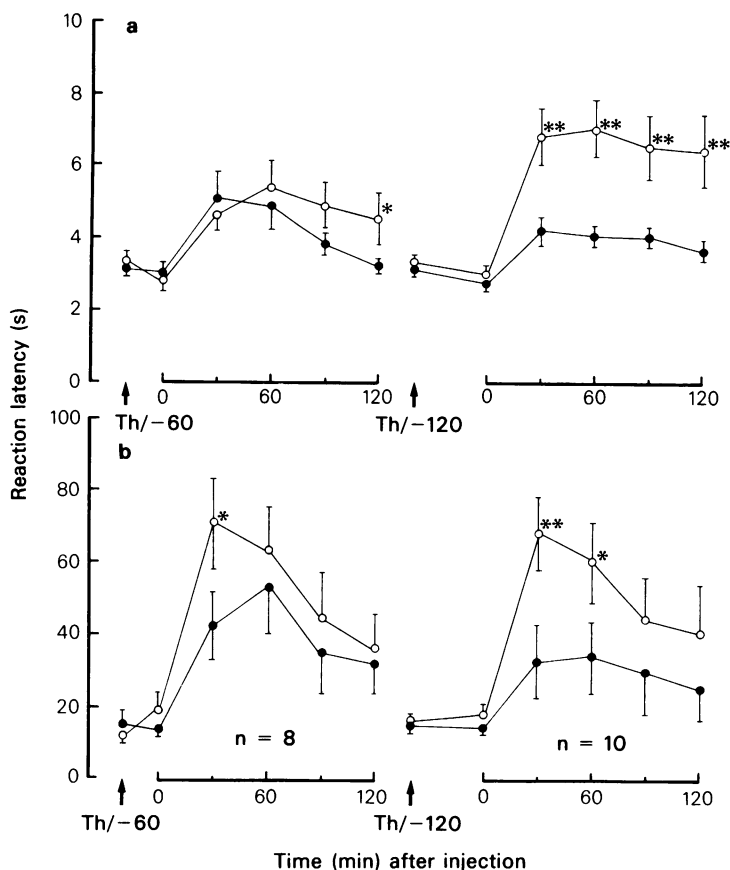 a
10
8
6
4
2
0
*
** ** ** **
0 60 120
0 60 120
Th/−60
Th/−120
Reaction latency (s)
b
100
80
60
40
20
0
*
**
*
n = 8
n = 10
0 60 120
0 60 120
Th/−60
Th/−120
Time (min) after injection